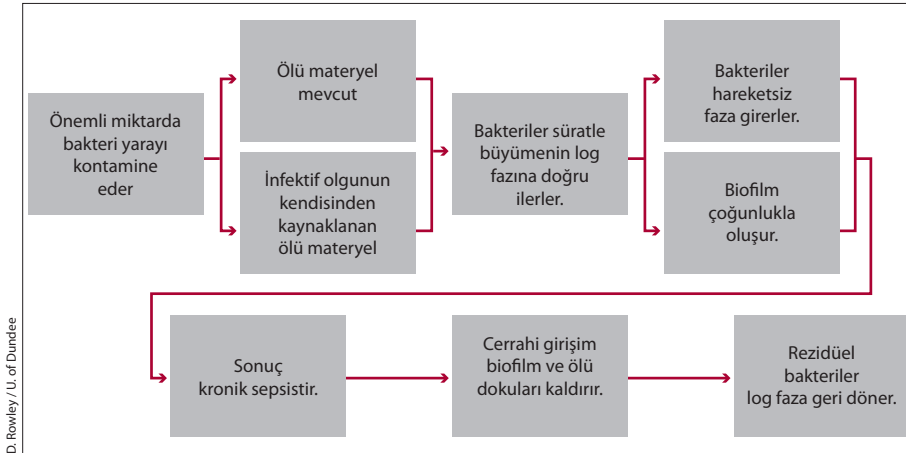 Önemli miktarda
bakteri yarayı
kontamine
eder
Ölü materyel
mevcut
İnfektif olgunun
kendisinden
kaynaklanan
ölü materyel
Bakteriler süratle
büyümenin log
fazına doğru
ilerler.
Bakteriler
hareketsiz
faza girerler.
Biofilm
çoğunlukla
oluşur.
Sonuç
kronik sepsistir.
Cerrahi girişim
biofilm ve ölü
dokuları kaldırır.
Rezidüel
bakteriler
log faza geri döner.
D. Rowley / U. of Dundee